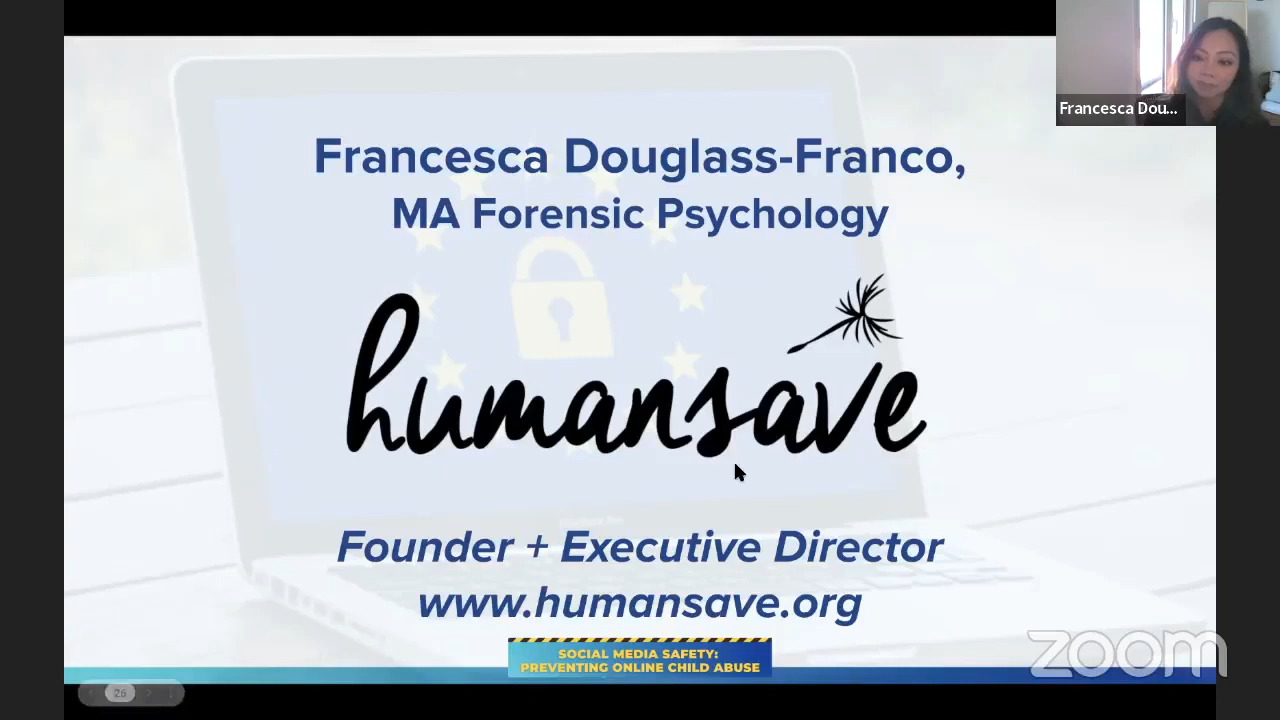 Francesca Dou...
Francesca Douglass-Franco,
MA Forensic Psychology
humansave
Founder + Executive Director
www.humansave.org
SOCIAL MEDIA SAFETY:
PREVENTING ONLINE CHILD ABUSE
zoom
26